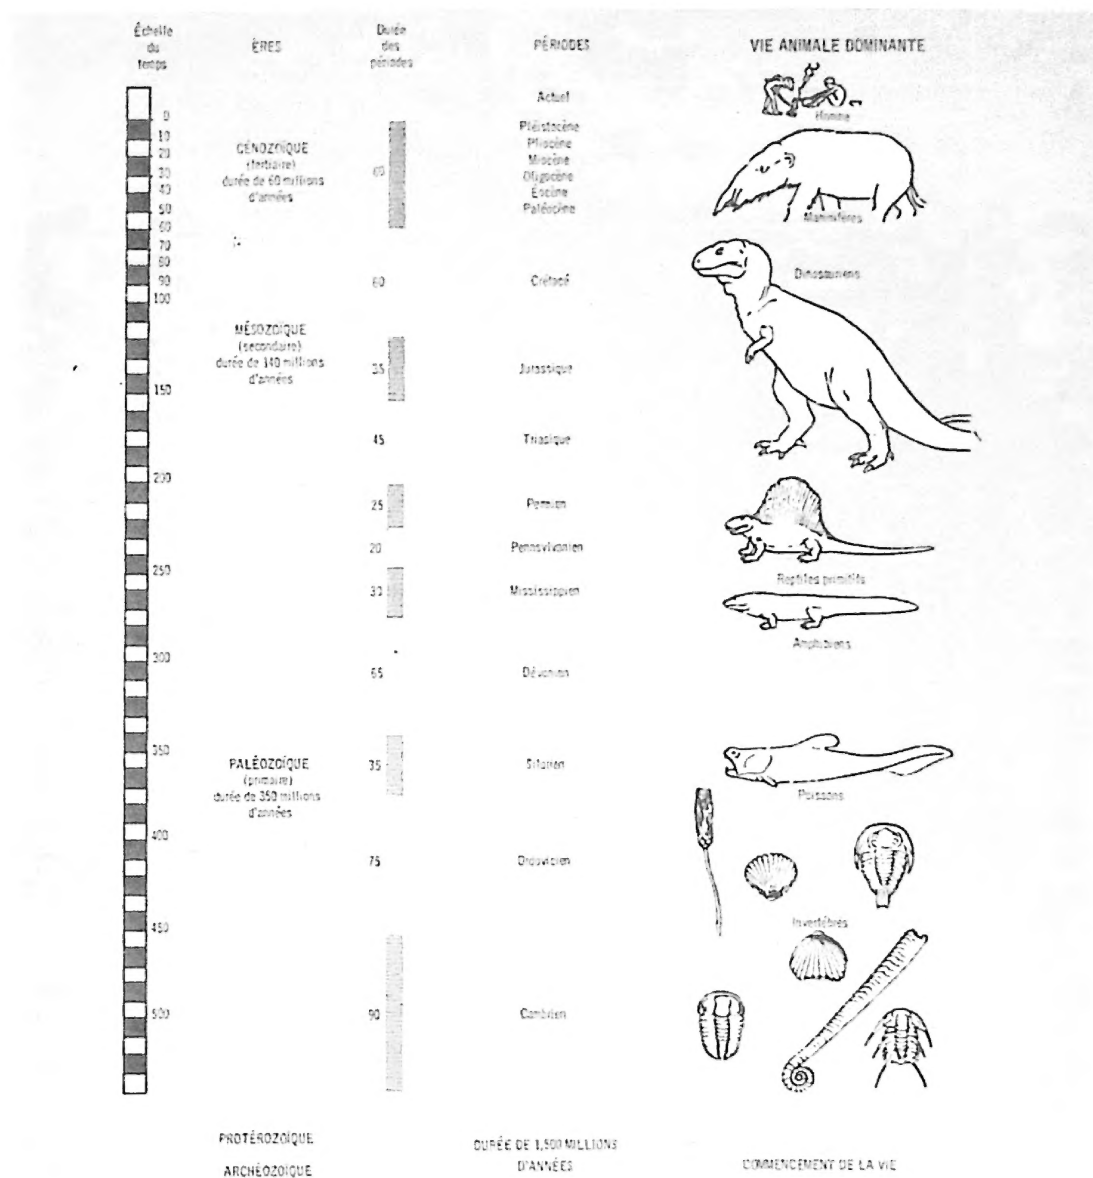 Échelle du temps
ÈRES
Durée des périodes
PÉRIODES
VIE ANIMALE DOMINANTE
0
10
20
30
40
50
60
70
80
90
100
150
200
250
300
350
400
450
500
CÉNOZOÏQUE
(tertiaire)
durée de 60 millions
d'années
MÉSOZOÏQUE
(secondaire)
durée de 140 millions
d'années
PALÉOZOÏQUE
(primaire)
durée de 350 millions
d'années
60
60
35
45
25
20
30
65
35
75
90
Actuel
Pléistocène
Pliocène
Miocène
Oligocène
Éocène
Paléocène
Crétacé
Jurassique
Triasique
Permien
Pennsylvanien
Mississippien
Dévonien
Silurien
Cambrien
Homme
Mammifères
Dinosauriens
Reptiles primitifs
Amphibiens
Poissons
Invertébrés
PROTÉROZOÏQUE
ARCHÉOZOÏQUE
DURÉE DE 1,500 MILLIONS
D'ANNÉES
COMMENCEMENT DE LA VIE